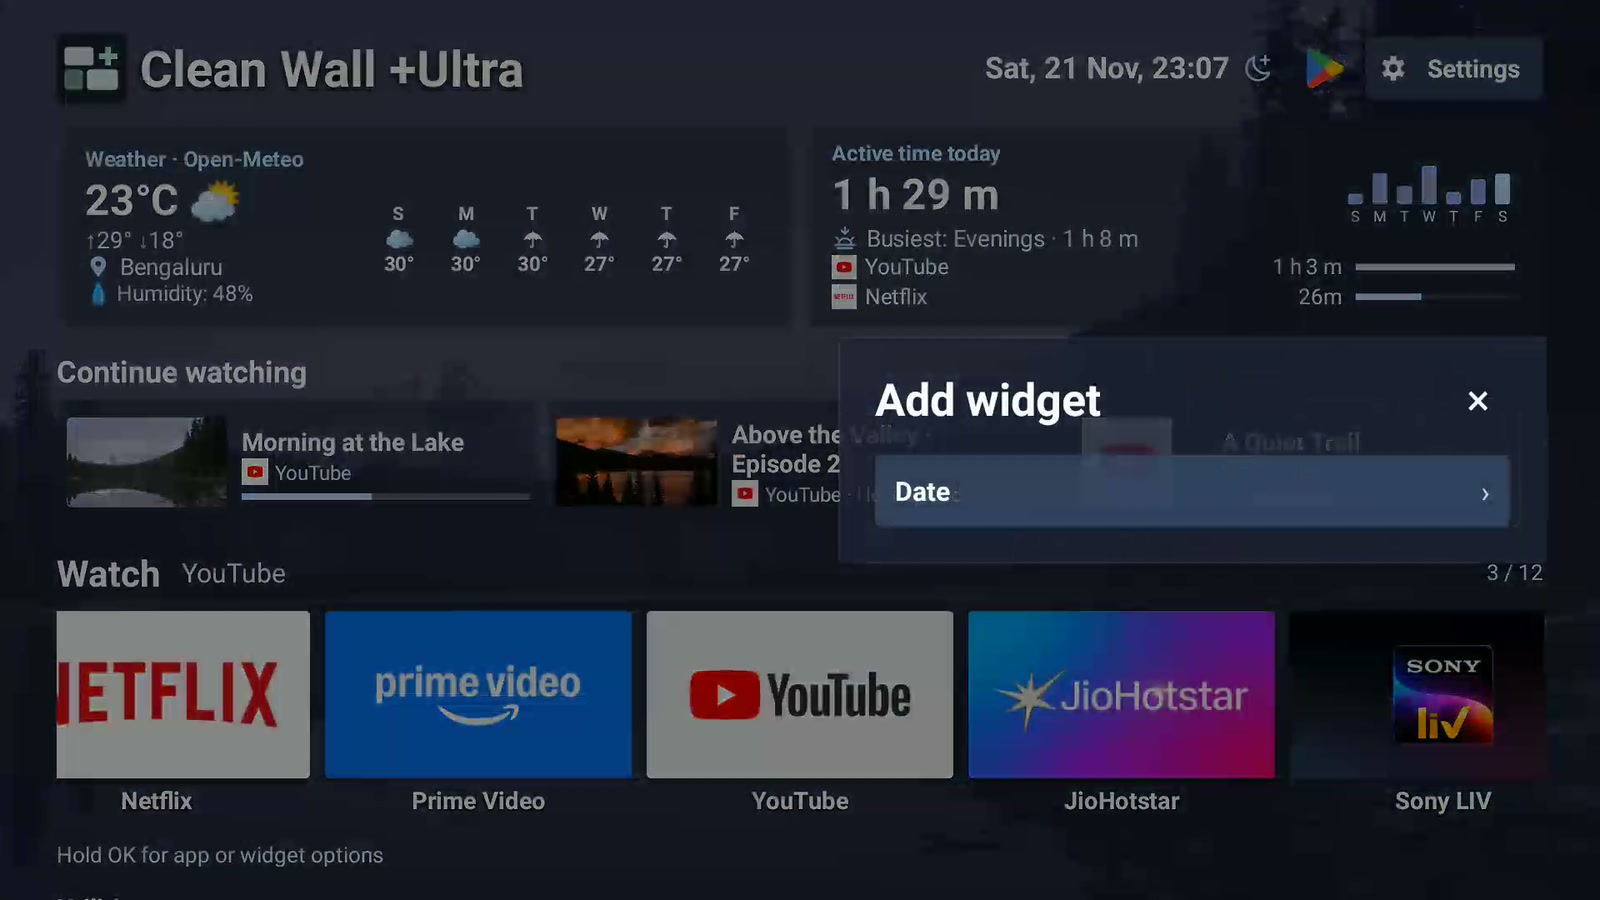 Clean Wall +Ultra
Sat, 21 Nov, 23:07
Settings
Weather · Open-Meteo
23°C
↑29° ↓18°
Bengaluru
Humidity: 48%
S M T W T F
30° 30° 30° 27° 27° 27°
Active time today
1 h 29 m
Busiest: Evenings · 1 h 8 m
YouTube 1 h 3 m
NETFLIX Netflix 26m
S M T W T F S
Continue watching
Morning at the Lake
YouTube
Above the Valley ·
Episode 2
YouTube ·
A Quiet Trail
Add widget ×
Date ›
Watch YouTube
3 / 12
NETFLIX
prime video
YouTube
JioHotstar
SONY
liv
Netflix
Prime Video
YouTube
JioHotstar
Sony LIV
Hold OK for app or widget options